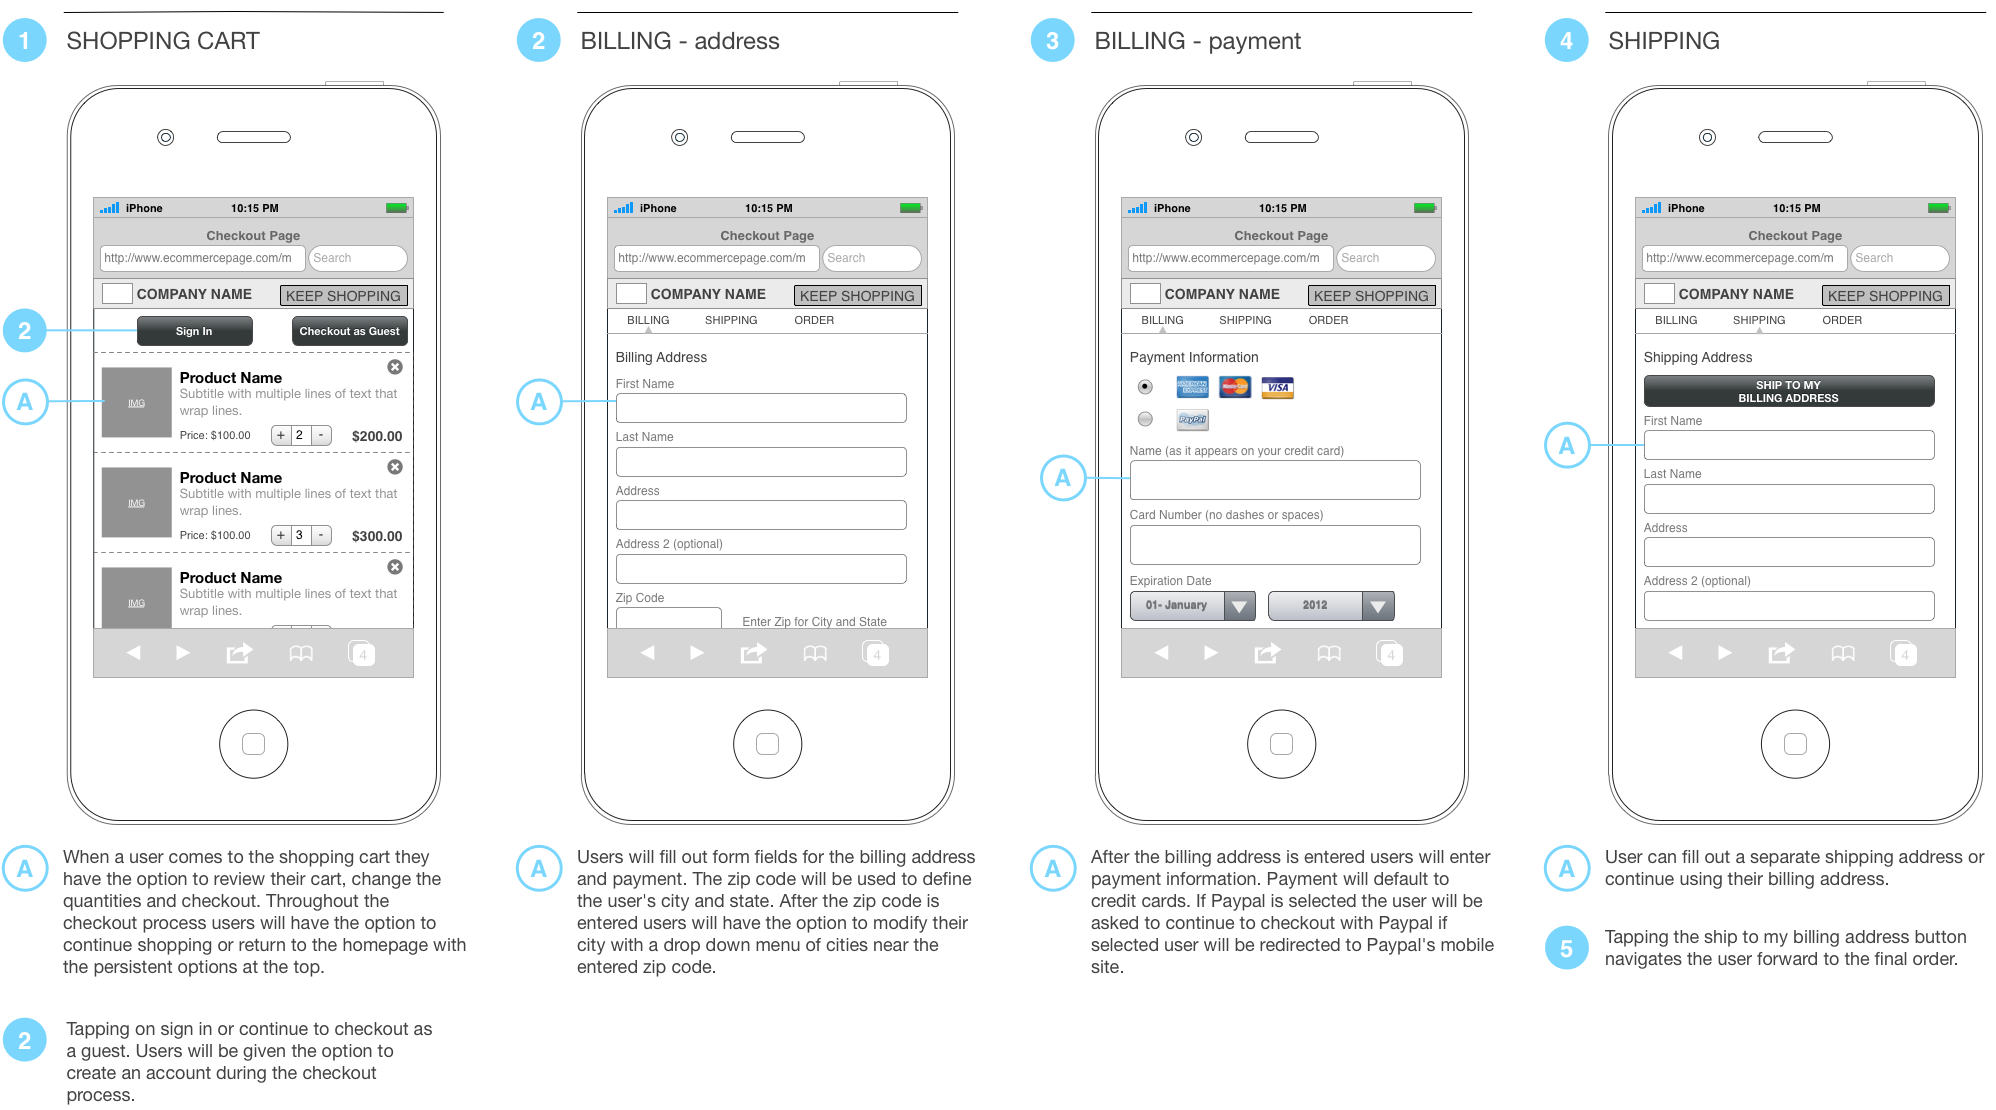 1 SHOPPING CART
iPhone 10:15 PM
Checkout Page
http://www.ecommercepage.com/m Search
COMPANY NAME KEEP SHOPPING
2 Sign In Checkout as Guest
A
IMG
Product Name
Subtitle with multiple lines of text that
wrap lines.
Price: $100.00 + 2 - $200.00
IMG
Product Name
Subtitle with multiple lines of text that
wrap lines.
Price: $100.00 + 3 - $300.00
IMG
Product Name
Subtitle with multiple lines of text that
wrap lines.
4
A When a user comes to the shopping cart they
have the option to review their cart, change the
quantities and checkout. Throughout the
checkout process users will have the option to
continue shopping or return to the homepage with
the persistent options at the top.
2 Tapping on sign in or continue to checkout as
a guest. Users will be given the option to
create an account during the checkout
process.
2 BILLING - address
iPhone 10:15 PM
Checkout Page
http://www.ecommercepage.com/m Search
COMPANY NAME KEEP SHOPPING
BILLING SHIPPING ORDER
Billing Address
First Name
A
Last Name
Address
Address 2 (optional)
Zip Code
Enter Zip for City and State
4
A Users will fill out form fields for the billing address
and payment. The zip code will be used to define
the user's city and state. After the zip code is
entered users will have the option to modify their
city with a drop down menu of cities near the
entered zip code.
3 BILLING - payment
iPhone 10:15 PM
Checkout Page
http://www.ecommercepage.com/m Search
COMPANY NAME KEEP SHOPPING
BILLING SHIPPING ORDER
Payment Information
AMERICAN EXPRESS MasterCard VISA
PayPal
Name (as it appears on your credit card)
A
Card Number (no dashes or spaces)
Expiration Date
01- January 2012
4
A After the billing address is entered users will enter
payment information. Payment will default to
credit cards. If Paypal is selected the user will be
asked to continue to checkout with Paypal if
selected user will be redirected to Paypal's mobile
site.
4 SHIPPING
iPhone 10:15 PM
Checkout Page
http://www.ecommercepage.com/m Search
COMPANY NAME KEEP SHOPPING
BILLING SHIPPING ORDER
Shipping Address
SHIP TO MY
BILLING ADDRESS
First Name
A
Last Name
Address
Address 2 (optional)
4
A User can fill out a separate shipping address or
continue using their billing address.
5 Tapping the ship to my billing address button
navigates the user forward to the final order.